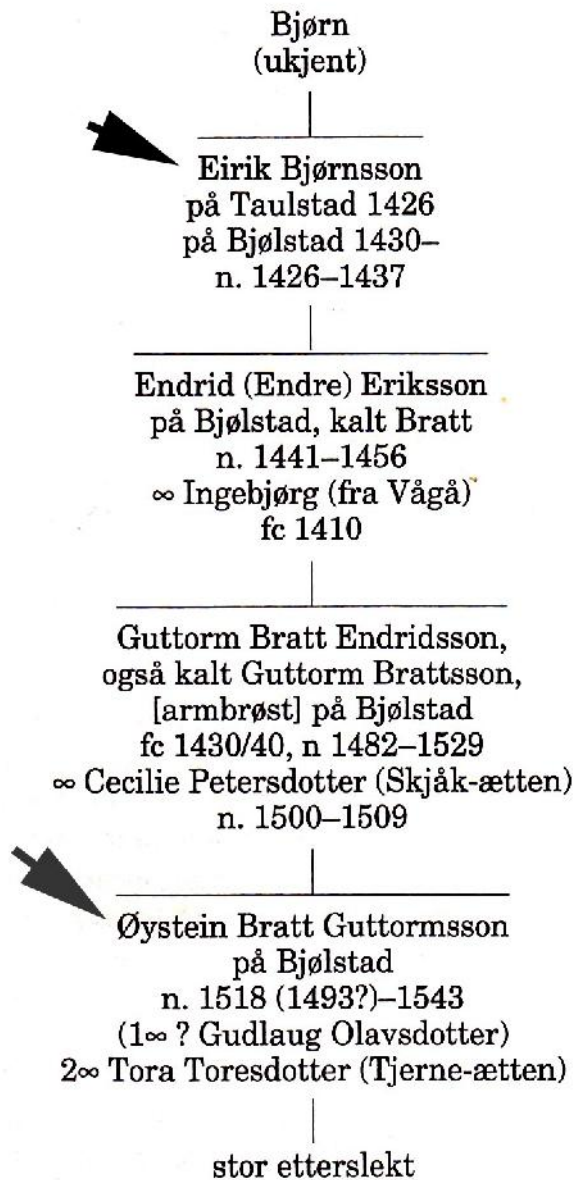 Bjørn
(ukjent)
Eirik Bjørnsson
på Taulstad 1426
på Bjølstad 1430–
n. 1426–1437
Endrid (Endre) Eriksson
på Bjølstad, kalt Bratt
n. 1441–1456
∞ Ingebjørg (fra Vågå)
fc 1410
Guttorm Bratt Endridsson,
også kalt Guttorm Brattsson,
[armbrøst] på Bjølstad
fc 1430/40, n 1482–1529
∞ Cecilie Petersdotter (Skjåk-ætten)
n. 1500–1509
Øystein Bratt Guttormsson
på Bjølstad
n. 1518 (1493?)–1543
(1∞ ? Gudlaug Olavsdotter)
2∞ Tora Toresdotter (Tjerne-ætten)
stor etterslekt